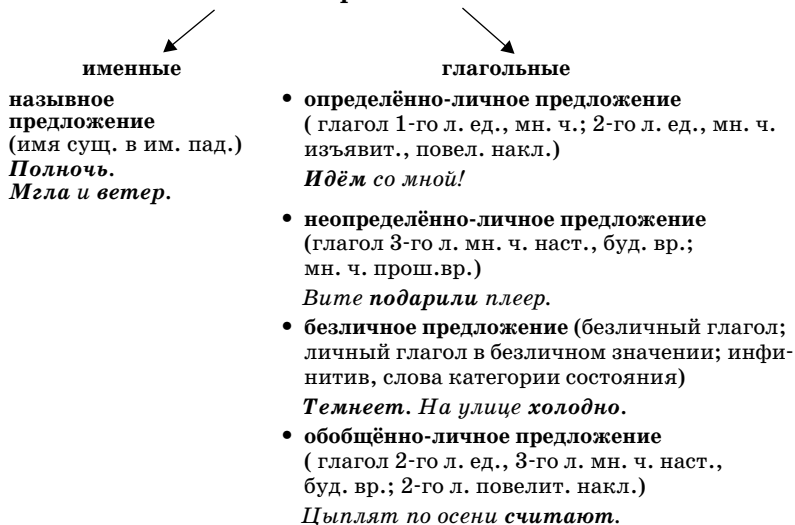 именные
назывное
предложение
(имя сущ. в им. пад.)
Полночь.
Мгла и ветер.
глагольные
• определённо-личное предложение
( глагол 1-го л. ед., мн. ч.; 2-го л. ед., мн. ч.
изъявит., повел. накл.)
Идём со мной!
• неопределённо-личное предложение
(глагол 3-го л. мн. ч. наст., буд. вр.;
мн. ч. прош.вр.)
Вите подарили плеер.
• безличное предложение (безличный глагол;
личный глагол в безличном значении; инфи-
нитив, слова категории состояния)
Темнеет. На улице холодно.
• обобщённо-личное предложение
( глагол 2-го л. ед., 3-го л. мн. ч. наст.,
буд. вр.; 2-го л. повелит. накл.)
Цыплят по осени считают.